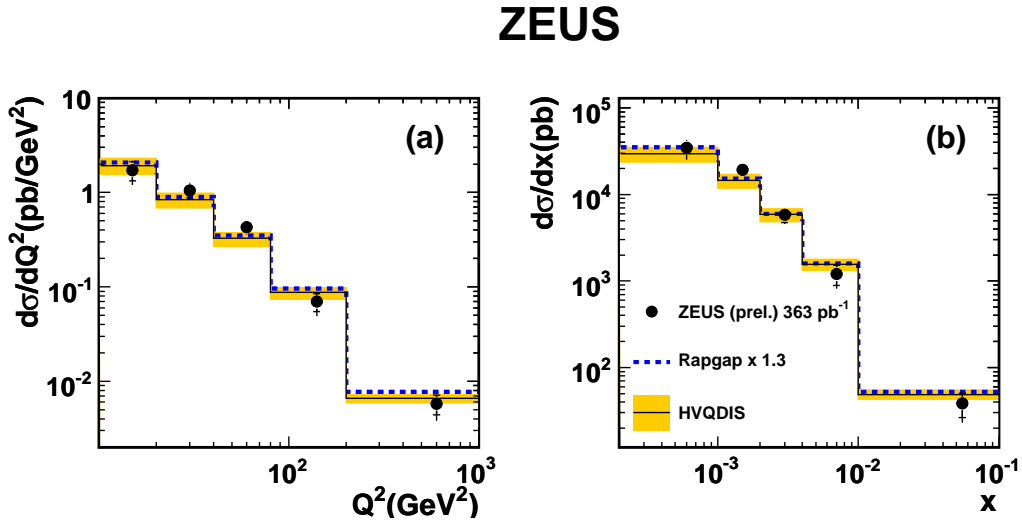 ZEUS
(a)
dσ/dQ²(pb/GeV²)
10
1
10⁻¹
10⁻²
10²
10³
Q²(GeV²)
(b)
dσ/dx(pb)
10⁵
10⁴
10³
10²
ZEUS (prel.) 363 pb⁻¹
Rapgap x 1.3
HVQDIS
10⁻³
10⁻²
10⁻¹
x